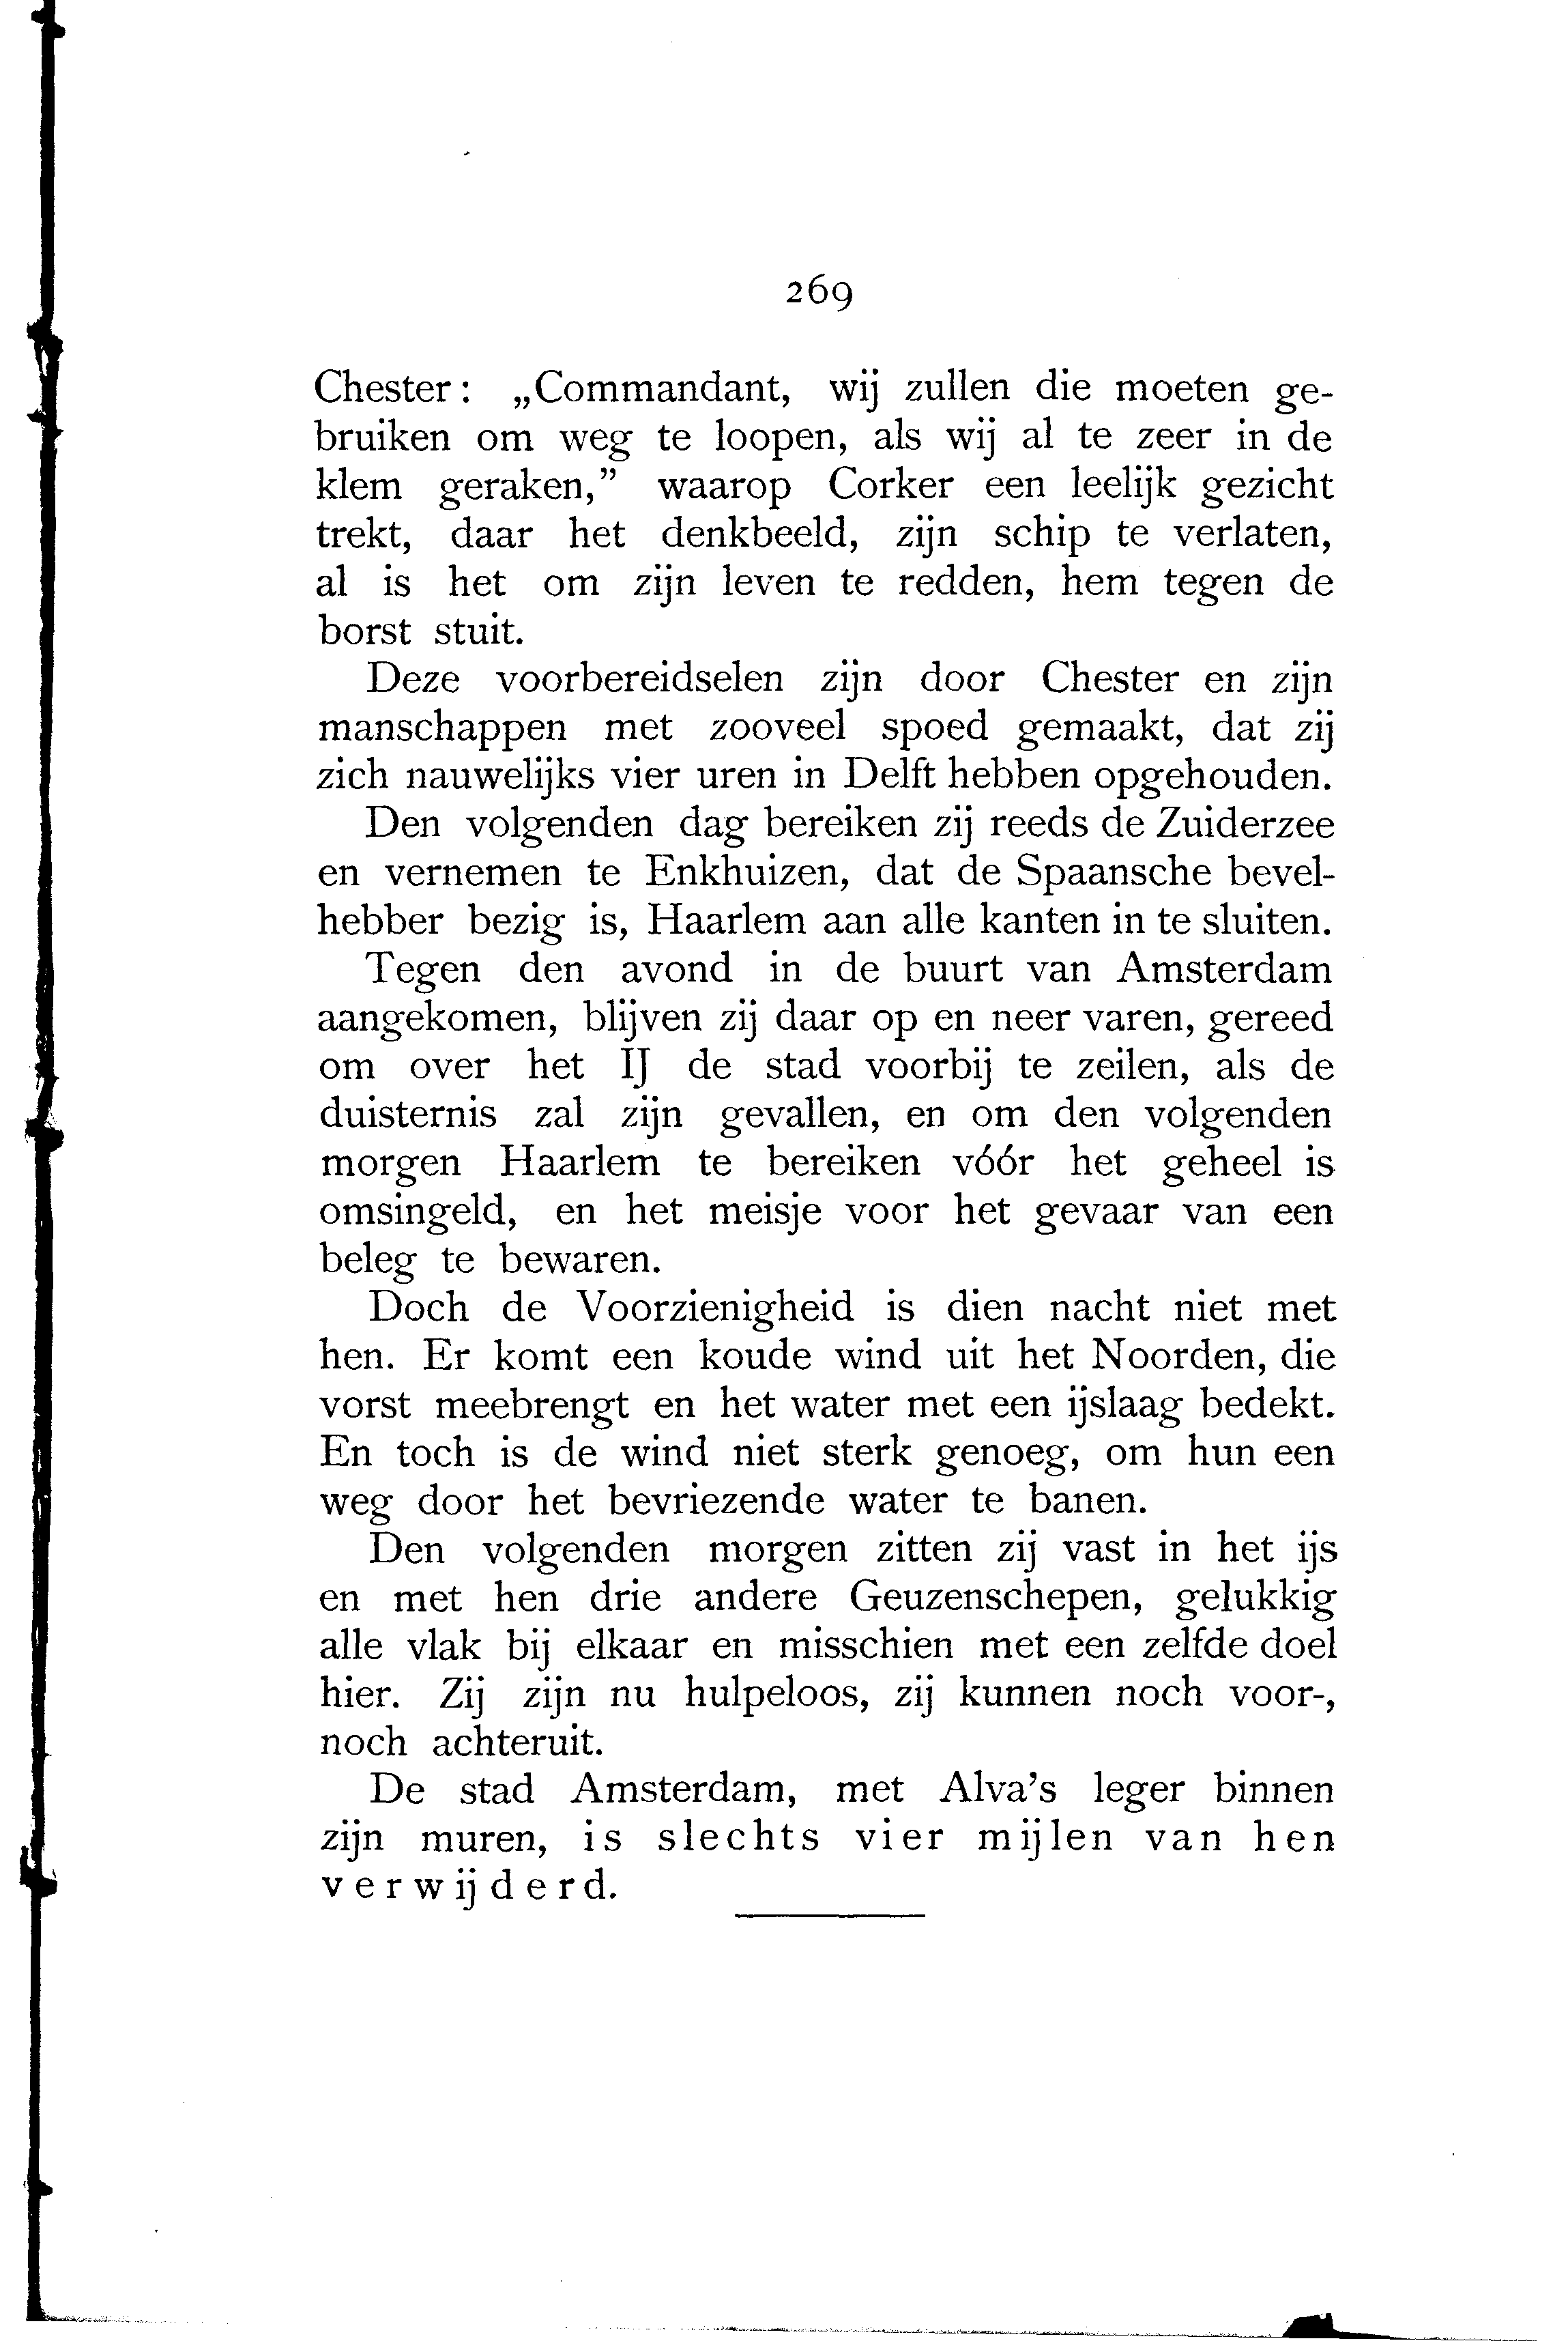 269
Chester: „Commandant, wij zullen die moeten ge-
bruiken om weg te loopen, als wij al te zeer in de
klem geraken,” waarop Corker een leelijk gezicht
trekt, daar het denkbeeld, zijn schip te verlaten,
al is het om zijn leven te redden, hem tegen de
borst stuit.
Deze voorbereidselen zijn door Chester en zijn
manschappen met zooveel spoed gemaakt, dat zij
zich nauwelijks vier uren in Delft hebben opgehouden.
Den volgenden dag bereiken zij reeds de Zuiderzee
en vernemen te Enkhuizen, dat de Spaansche bevel-
hebber bezig is, Haarlem aan alle kanten in te sluiten.
Tegen den avond in de buurt van Amsterdam
aangekomen, blijven zij daar op en neer varen, gereed
om over het IJ de stad voorbij te zeilen, als de
duisternis zal zijn gevallen, en om den volgenden
morgen Haarlem te bereiken vóór het geheel is
omsingeld, en het meisje voor het gevaar van een
beleg te bewaren.
Doch de Voorzienigheid is dien nacht niet met
hen. Er komt een koude wind uit het Noorden, die
vorst meebrengt en het water met een ijslaag bedekt.
En toch is de wind niet sterk genoeg, om hun een
weg door het bevriezende water te banen.
Den volgenden morgen zitten zij vast in het ijs
en met hen drie andere Geuzenschepen, gelukkig
alle vlak bij elkaar en misschien met een zelfde doel
hier. Zij zijn nu hulpeloos, zij kunnen noch voor-,
noch achteruit.
De stad Amsterdam, met Alva’s leger binnen
zijn muren, is slechts vier mijlen van hen
verwijderd.